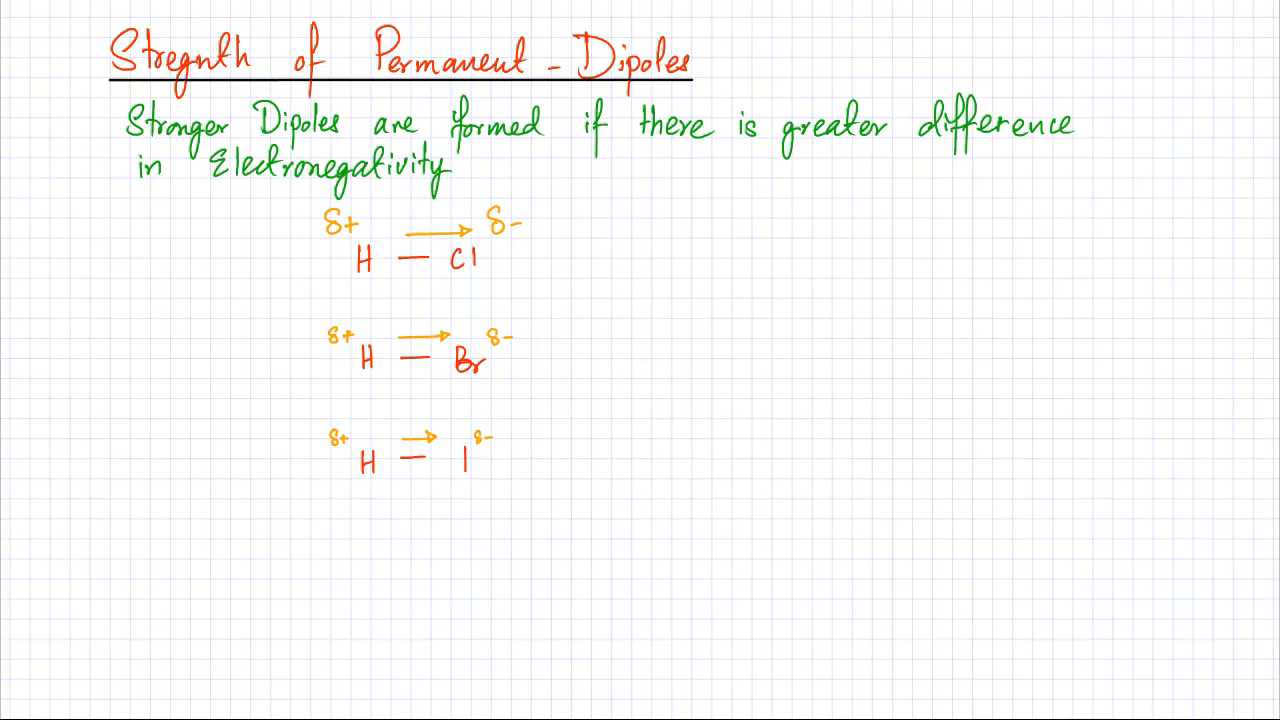 Stregnth of Permanent - Dipoles
Stronger Dipoles are formed if there is greater difference
in Electronegativity
δ+ → δ-
H — Cl
δ+ → δ-
H — Br
δ+ → δ-
H — I